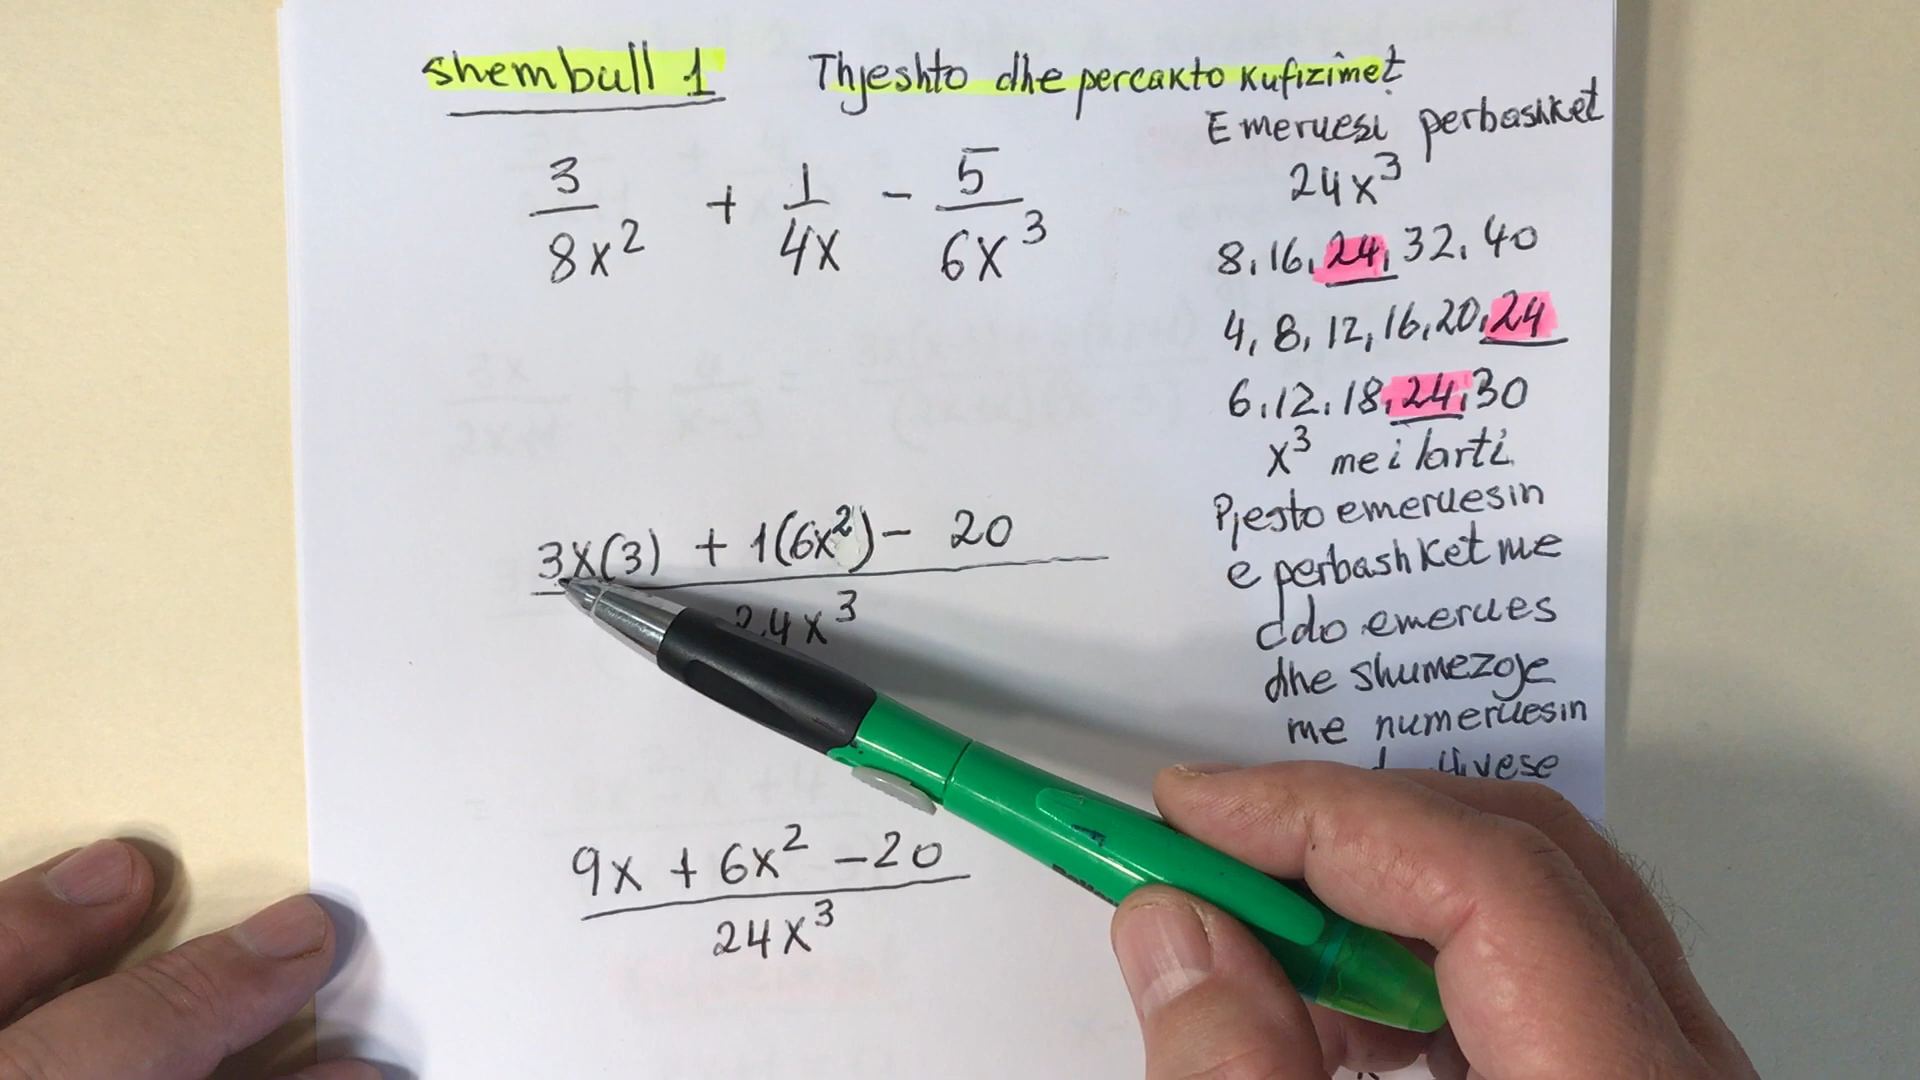 shembull 1 Thjeshto dhe percakto kufizimet
Emeruesi perbashket
24x³
3/8x² + 1/4x - 5/6x³
8, 16, 24, 32, 40
4, 8, 12, 16, 20, 24
6, 12, 18, 24, 30
x³ me i larti
Pjesto emeruesin
e perbashket me
cdo emerues
dhe shumezoje
me numeruesin
3x(3) + 1(6x²) - 20
24x³
9x + 6x² - 20
24x³